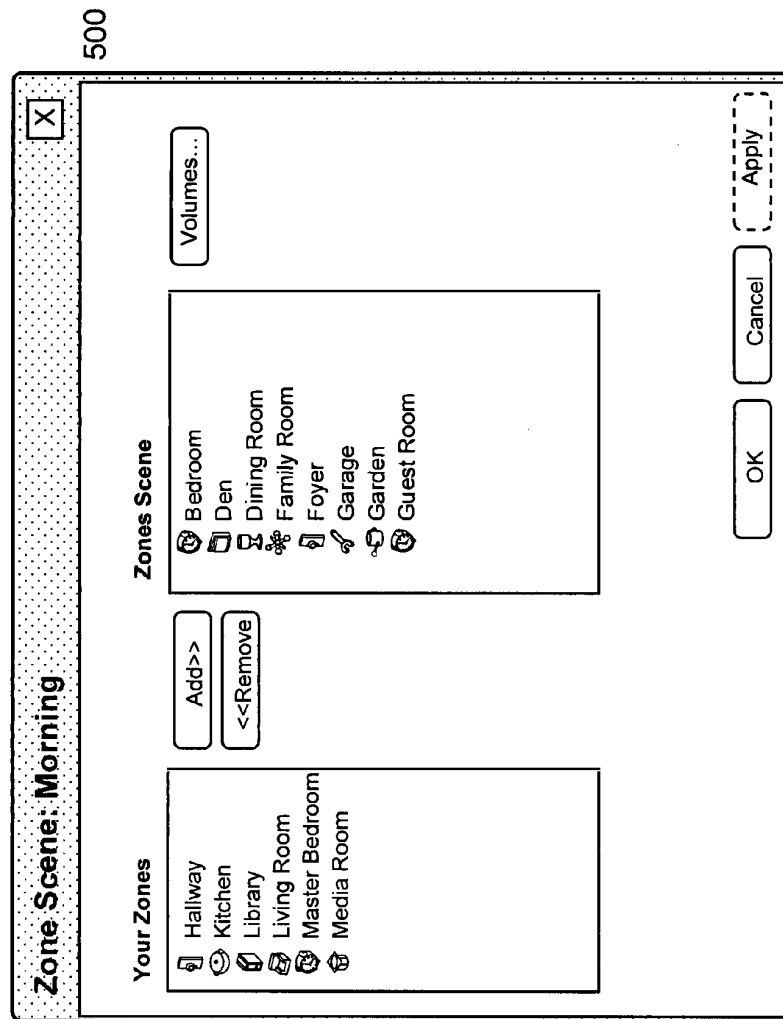 500
Zone Scene: Morning
X
Your Zones
Hallway
Kitchen
Library
Living Room
Master Bedroom
Media Room
Add>>
<<Remove
Zones Scene
Bedroom
Den
Dining Room
Family Room
Foyer
Garage
Garden
Guest Room
Volumes...
OK
Cancel
Apply